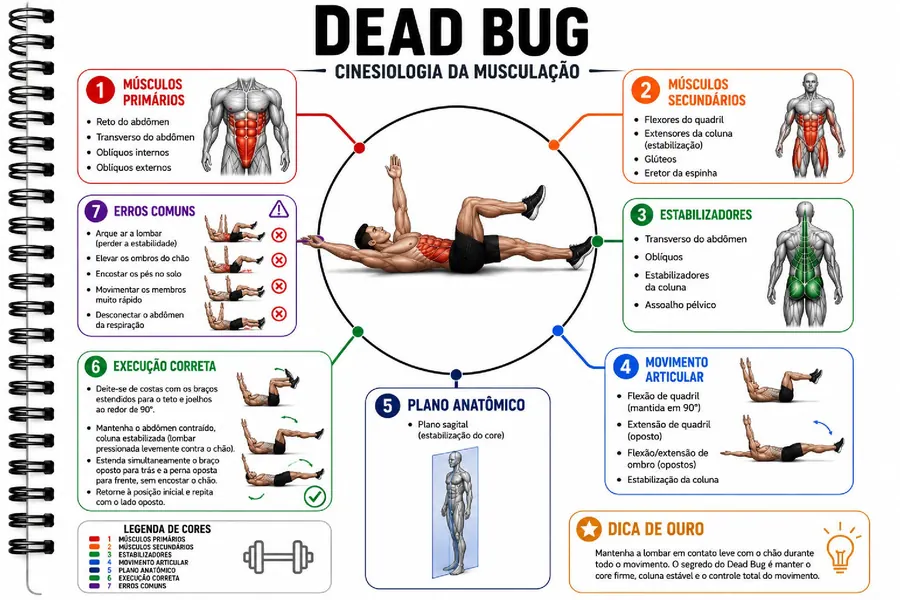 DEAD BUG
CINESIOLOGIA DA MUSCULAÇÃO
1 MÚSCULOS
PRIMÁRIOS
• Reto do abdômen
• Transverso do abdômen
• Oblíquos internos
• Oblíquos externos
2 MÚSCULOS
SECUNDÁRIOS
• Flexores do quadril
• Extensores da coluna
(estabilização)
• Glúteos
• Eretor da espinha
3 ESTABILIZADORES
• Transverso do abdômen
• Oblíquos
• Estabilizadores
da coluna
• Assoalho pélvico
4 MOVIMENTO
ARTICULAR
• Flexão de quadril
(mantida em 90°)
• Extensão de quadril
(oposto)
• Flexão/extensão de
ombro (opostos)
• Estabilização da coluna
5 PLANO ANATÔMICO
• Plano sagital
(estabilização do core)
6 EXECUÇÃO CORRETA
• Deite-se de costas com os braços
estendidos para o teto e joelhos
ao redor de 90°.
• Mantenha o abdômen contraído,
coluna estabilizada (lombar
pressionada levemente contra o chão).
• Estenda simultaneamente o braço
oposto para trás e a perna oposta
para frente, sem encostar o chão.
• Retorne à posição inicial e repita
com o lado oposto.
7 ERROS COMUNS
• Arque ar a lombar
(perder a estabilidade)
• Elevar os ombros do chão
• Encostar os pés no solo
• Movimentar os membros
muito rápido
• Desconectar o abdômen
da respiração
LEGENDA DE CORES
1 MÚSCULOS PRIMÁRIOS
2 MÚSCULOS SECUNDÁRIOS
3 ESTABILIZADORES
4 MOVIMENTO ARTICULAR
5 PLANO ANATÔMICO
6 EXECUÇÃO CORRETA
7 ERROS COMUNS
DICA DE OURO
Mantenha a lombar em contato leve com o chão durante
todo o movimento. O segredo do Dead Bug é manter o
core firme, coluna estável e o controle total do movimento.